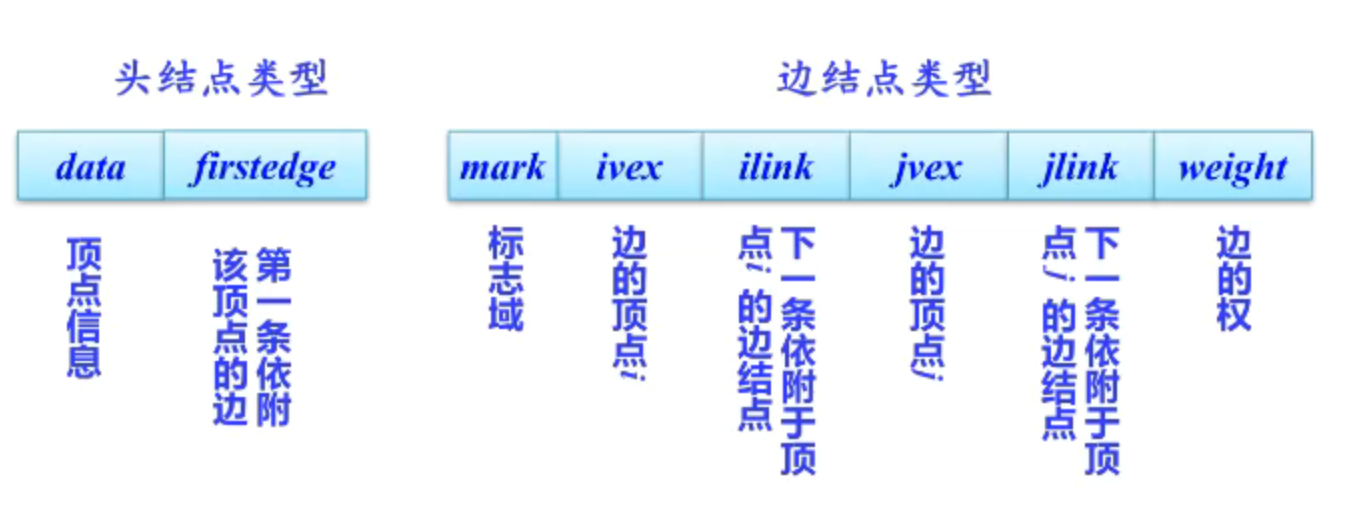 头结点类型
边结点类型
data
firstedge
mark
ivex
ilink
jvex
jlink
weight
顶点信息
第一条依附
该顶点的边
标志域
边的顶点i
下一条依附于顶
点i的边结点
边的顶点j
下一条依附于顶
点j的边结点
边的权